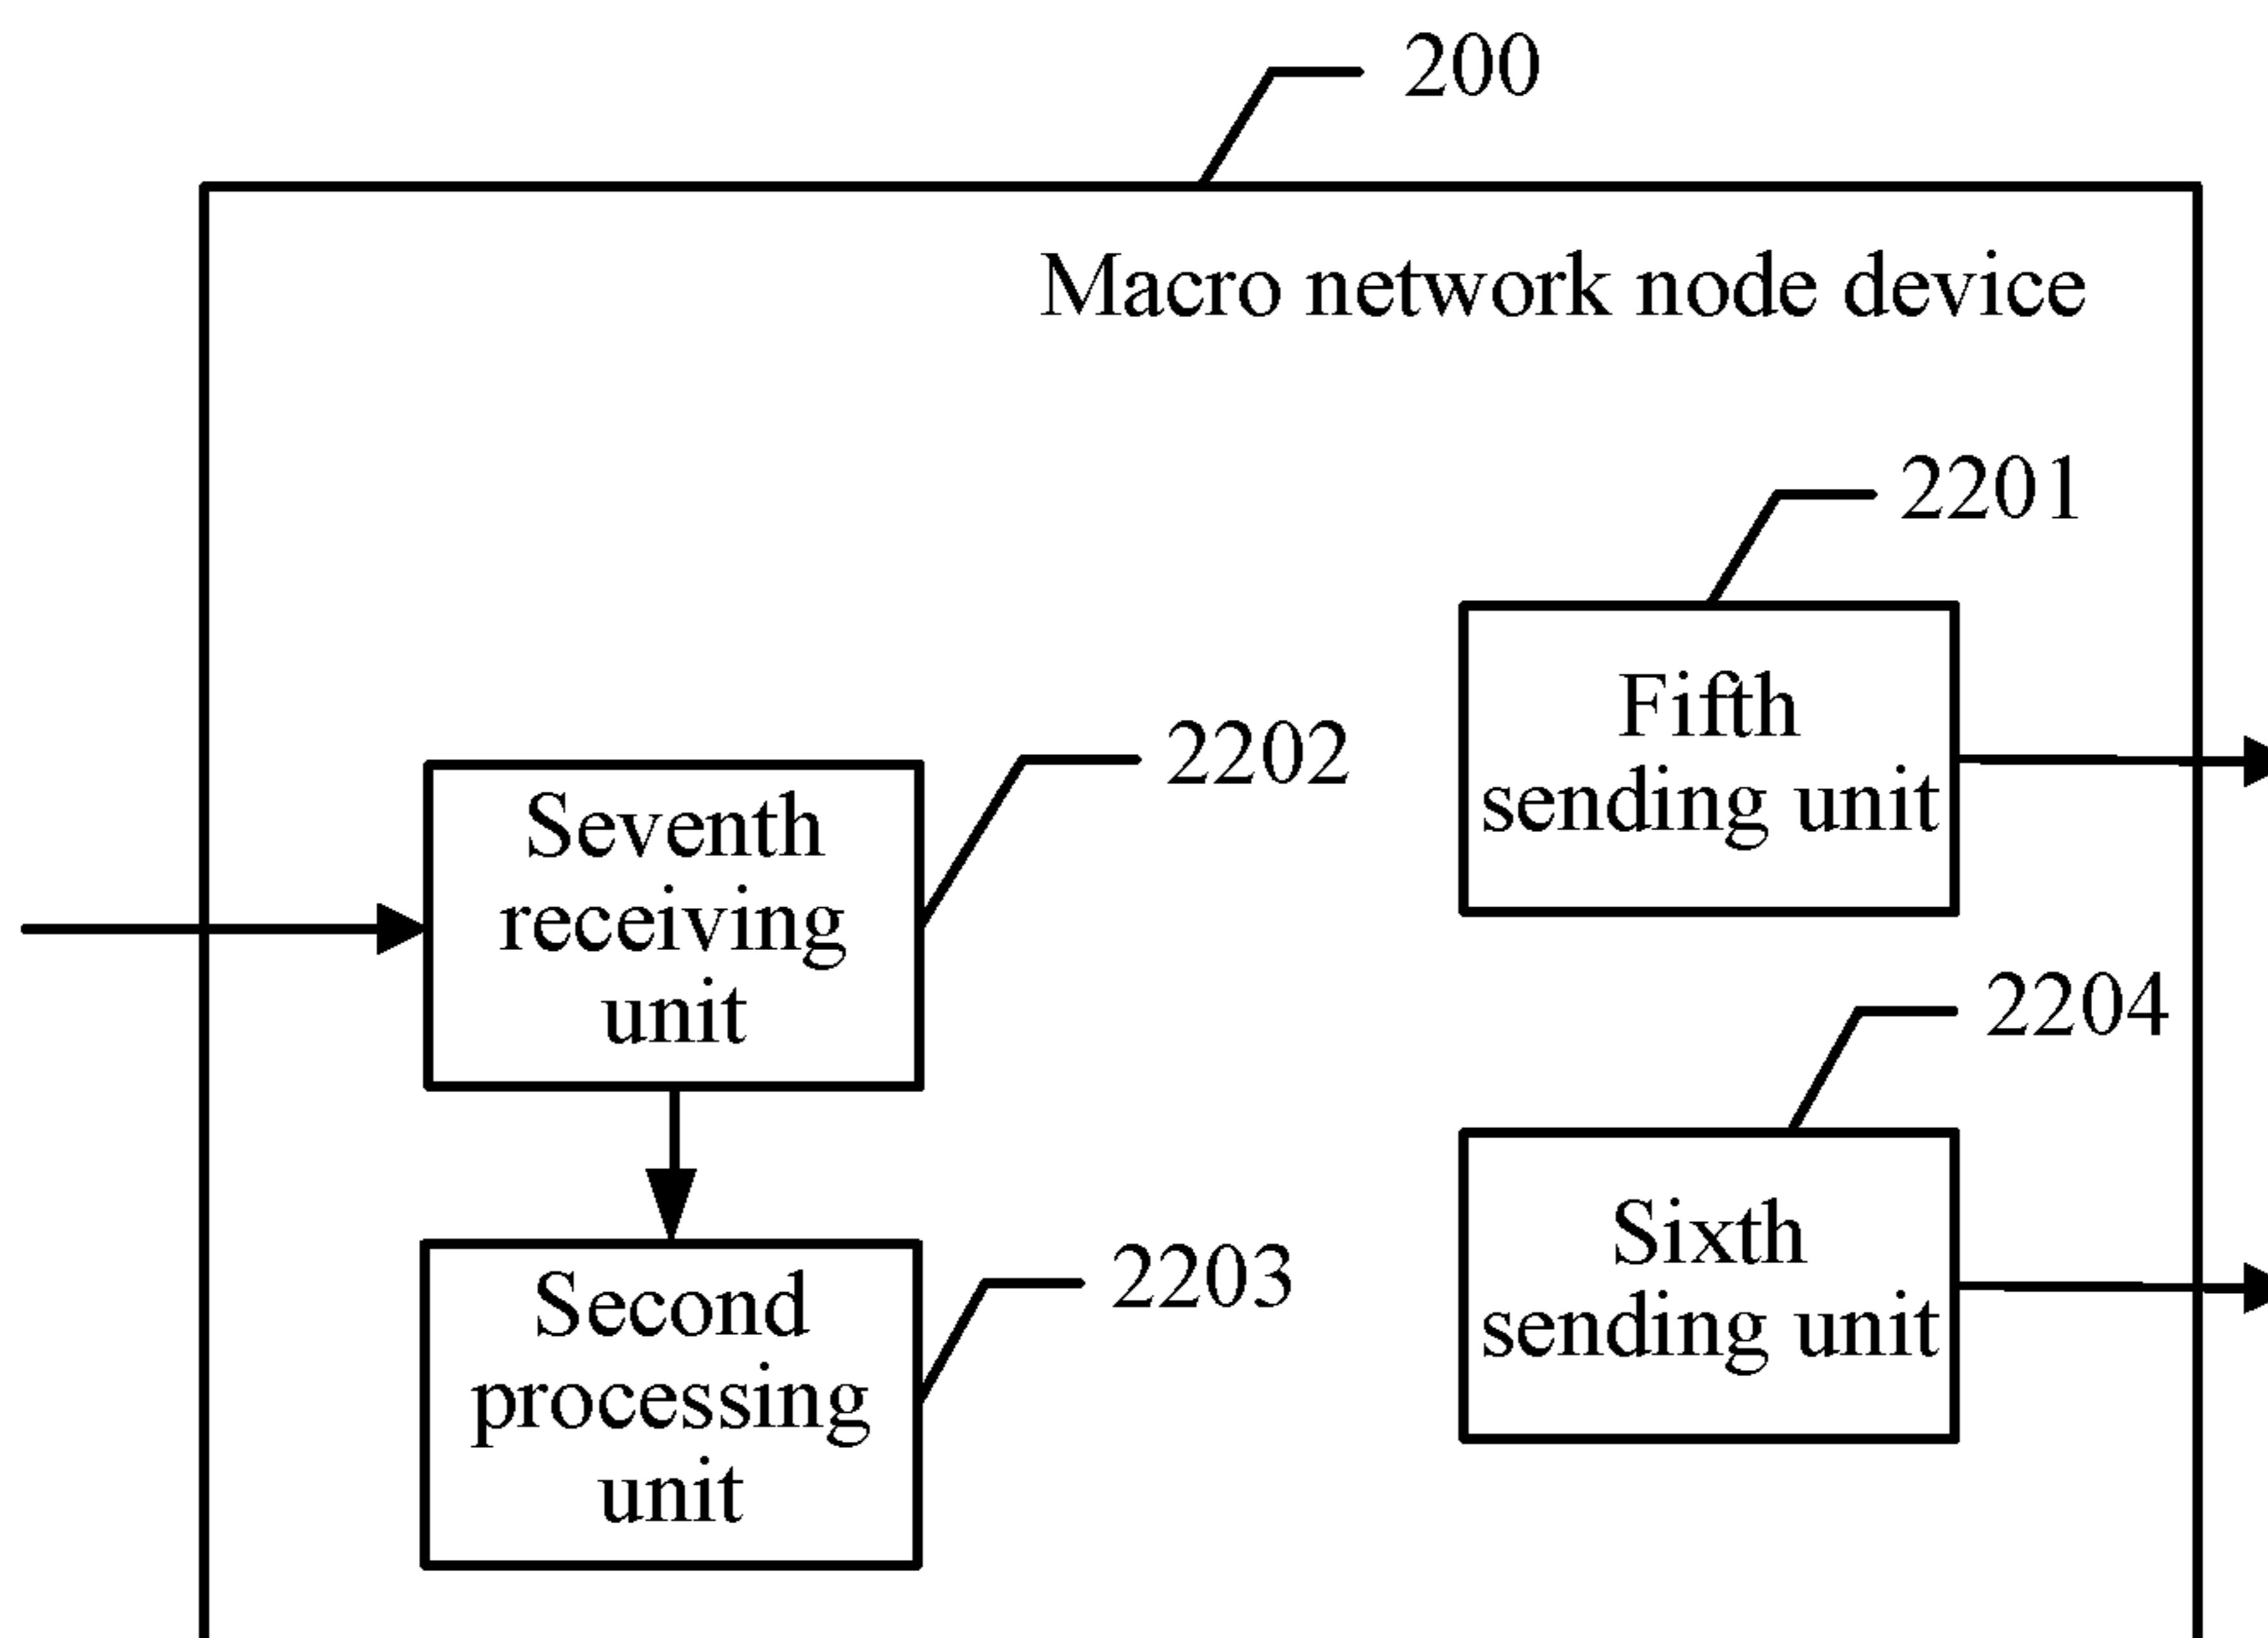 200
Macro network node device
2201
Fifth
sending unit
2202
Seventh
receiving
unit
2204
Sixth
sending unit
2203
Second
processing
unit